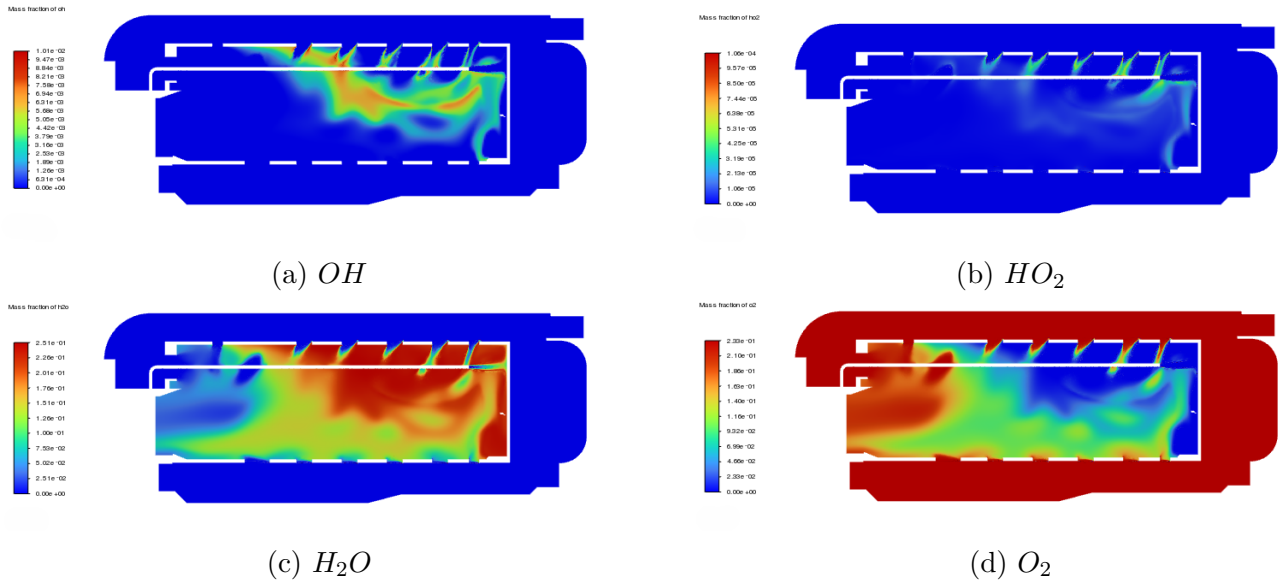 Mass fraction of oh
1.01e-02
9.47e-03
8.84e-03
8.21e-03
7.58e-03
6.94e-03
6.31e-03
5.68e-03
5.05e-03
4.42e-03
3.79e-03
3.16e-03
2.53e-03
1.89e-03
1.26e-03
6.31e-04
0.00e+00
(a) OH
Mass fraction of ho2
1.06e-04
9.57e-05
8.50e-05
7.44e-05
6.38e-05
5.31e-05
4.25e-05
3.19e-05
2.13e-05
1.06e-05
0.00e+00
(b) HO₂
Mass fraction of h2o
2.51e-01
2.26e-01
2.01e-01
1.76e-01
1.51e-01
1.26e-01
1.00e-01
7.53e-02
5.02e-02
2.51e-02
0.00e+00
(c) H₂O
Mass fraction of o2
2.33e-01
2.10e-01
1.86e-01
1.63e-01
1.40e-01
1.16e-01
9.32e-02
6.99e-02
4.66e-02
2.33e-02
0.00e+00
(d) O₂